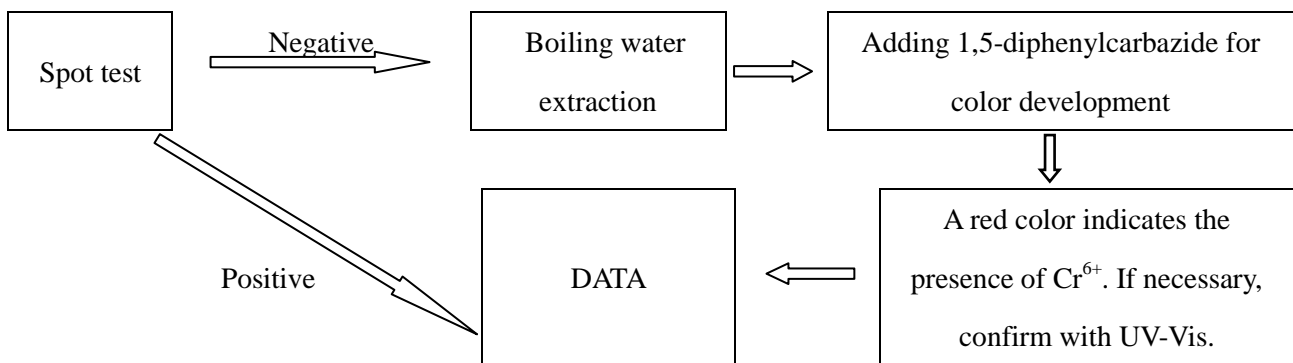 Spot test
Negative
Boiling water
extraction
Adding 1,5-diphenylcarbazide for
color development
A red color indicates the
presence of Cr⁶⁺. If necessary,
confirm with UV-Vis.
Positive
DATA